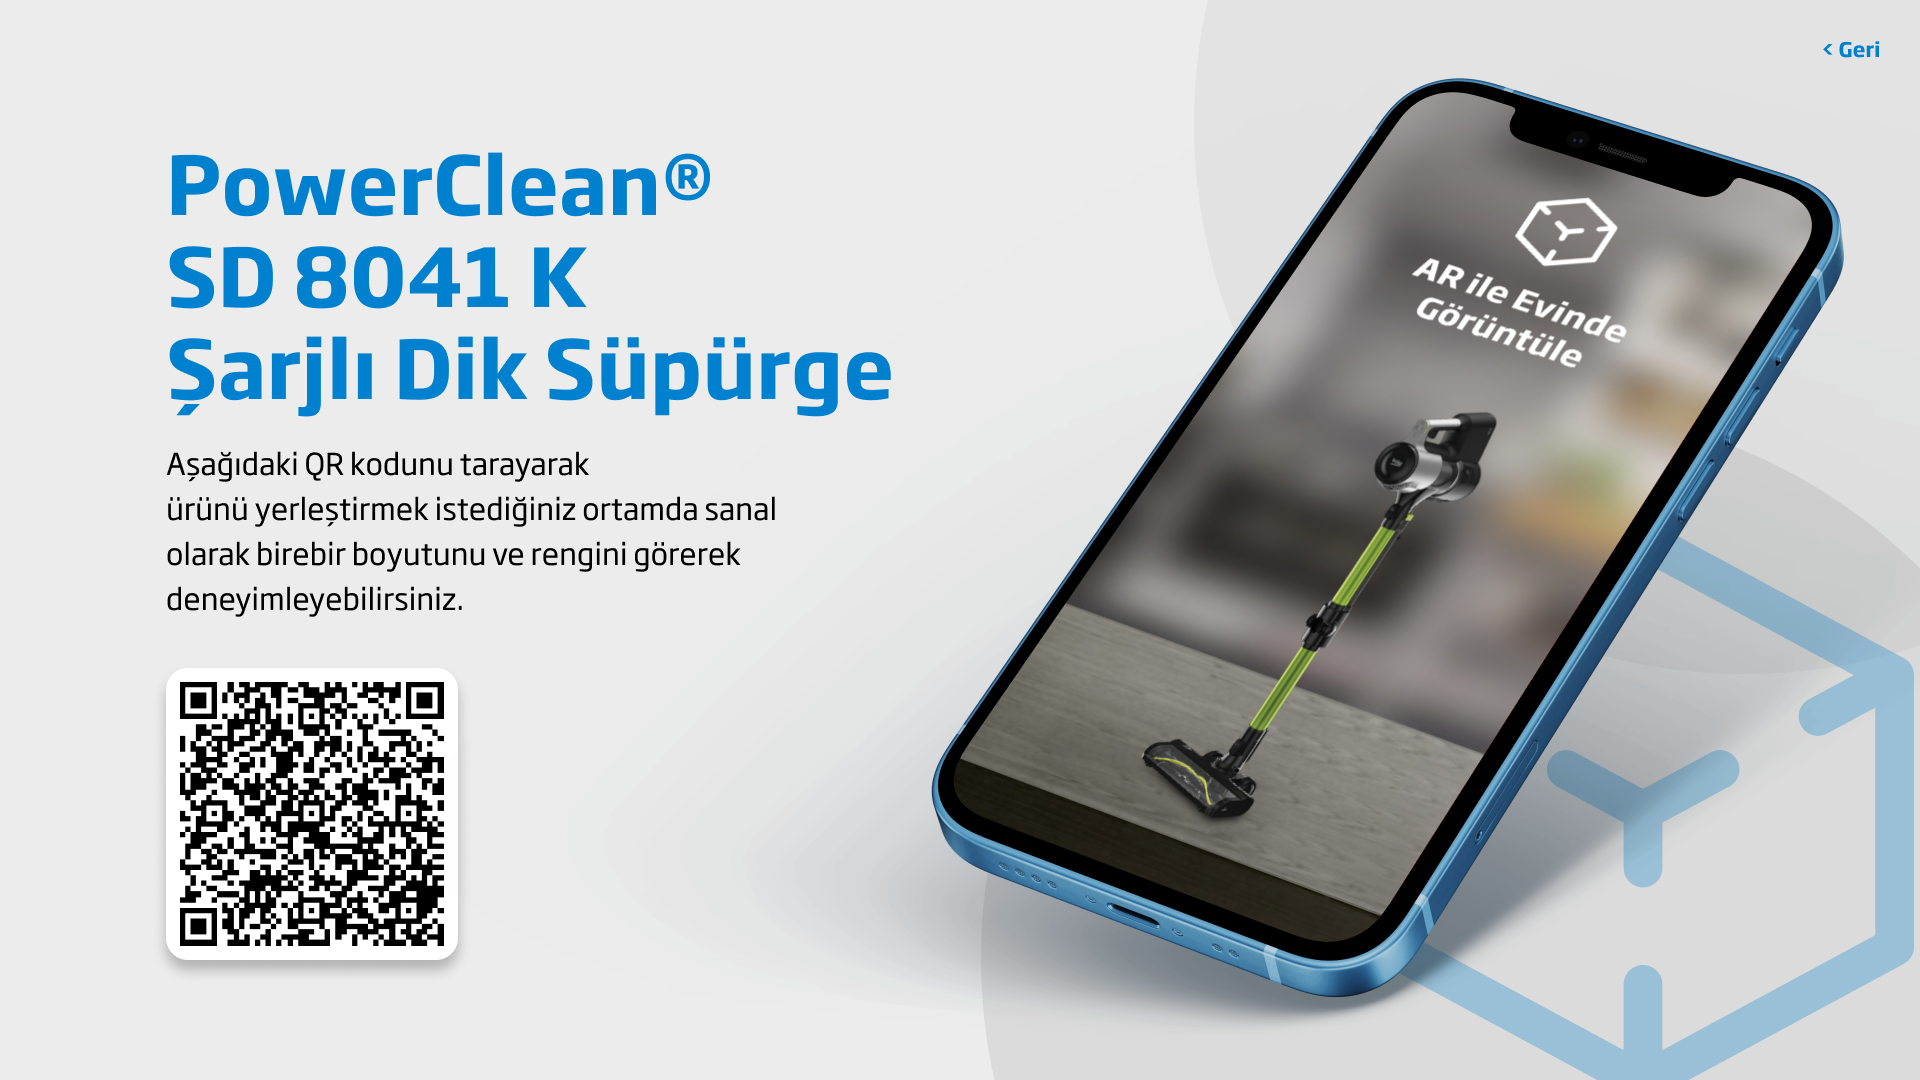 < Geri
PowerClean®
SD 8041 K
Şarjlı Dik Süpürge
Aşağıdaki QR kodunu tarayarak
ürünü yerleştirmek istediğiniz ortamda sanal
olarak birebir boyutunu ve rengini görerek
deneyimleyebilirsiniz.
AR ile Evinde
Görüntüle